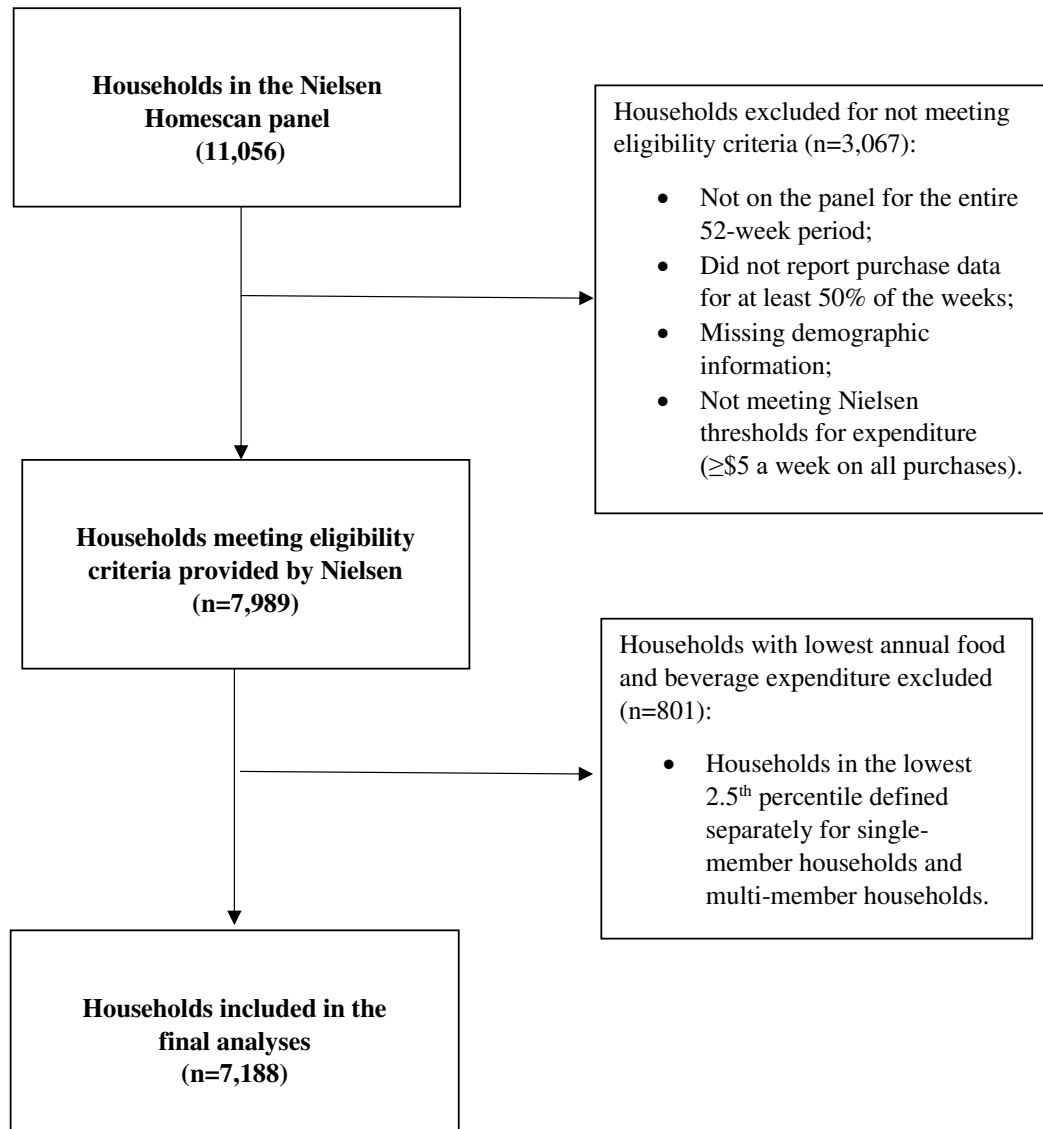 Households in the Nielsen
Homescan panel
(11,056)
Households excluded for not meeting
eligibility criteria (n=3,067):
• Not on the panel for the entire
52-week period;
• Did not report purchase data
for at least 50% of the weeks;
• Missing demographic
information;
• Not meeting Nielsen
thresholds for expenditure
(≥$5 a week on all purchases).
Households meeting eligibility
criteria provided by Nielsen
(n=7,989)
Households with lowest annual food
and beverage expenditure excluded
(n=801):
• Households in the lowest
2.5th percentile defined
separately for single-
member households and
multi-member households.
Households included in the
final analyses
(n=7,188)